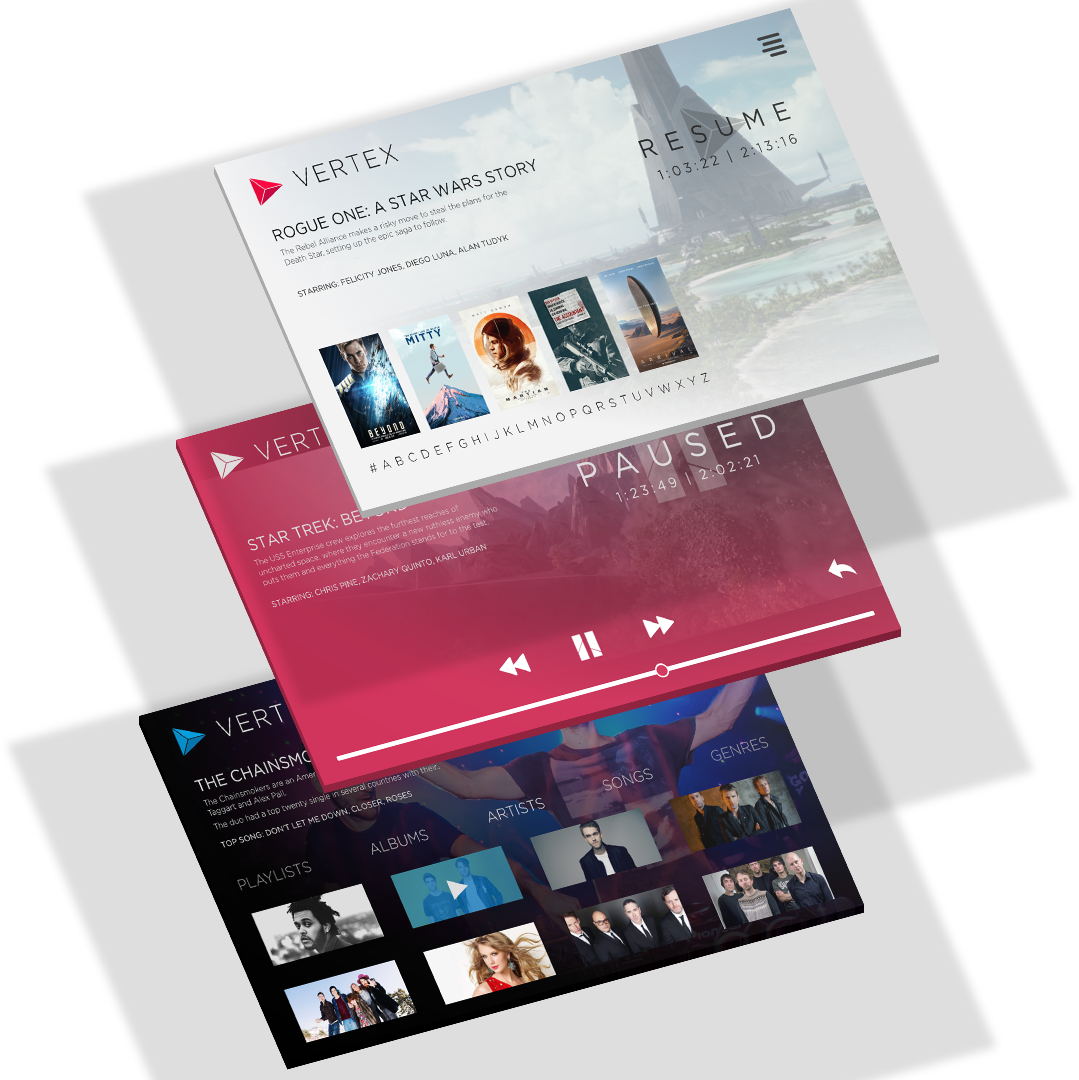 VERTEX
RESUME
1:03:22 | 2:13:16
ROGUE ONE: A STAR WARS STORY
The Rebel Alliance makes a risky move to steal the plans for the
Death Star, setting up the epic saga to follow.
STARRING: FELICITY JONES, DIEGO LUNA, ALAN TUDYK
BEYOND
MITTY
MARTIAN
THE ACCOUNTANT
ARRIVAL
# A B C D E F G H I J K L M N O P Q R S T U V W X Y Z
VERT
PAUSED
1:23:49 | 2:02:21
STAR TREK: BEYOND
The USS Enterprise crew explores the furthest reaches of
uncharted space, where they encounter a new ruthless enemy who
puts them and everything the Federation stands for to the test.
STARRING: CHRIS PINE, ZACHARY QUINTO, KARL URBAN
VERT
THE CHAINSMO
The Chainsmokers are an Amer
Taggart and Alex Pall.
The duo had a top twenty single in several countries with their
TOP SONG: DON'T LET ME DOWN, CLOSER, ROSES
PLAYLISTS
ALBUMS
ARTISTS
SONGS
GENRES